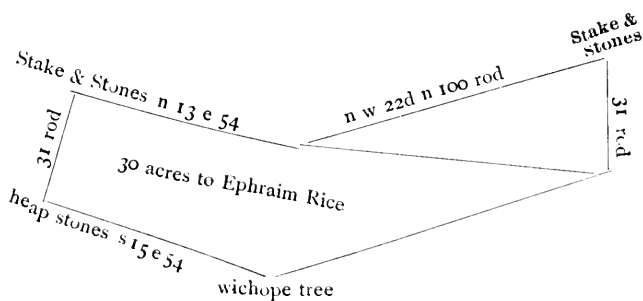 Stake &
Stones
Stake & Stones n 13 e 54
n w 22d n 100 rod
31 rod
31 rod
30 acres to Ephraim Rice
heap stones s 15 e 54
wichope tree